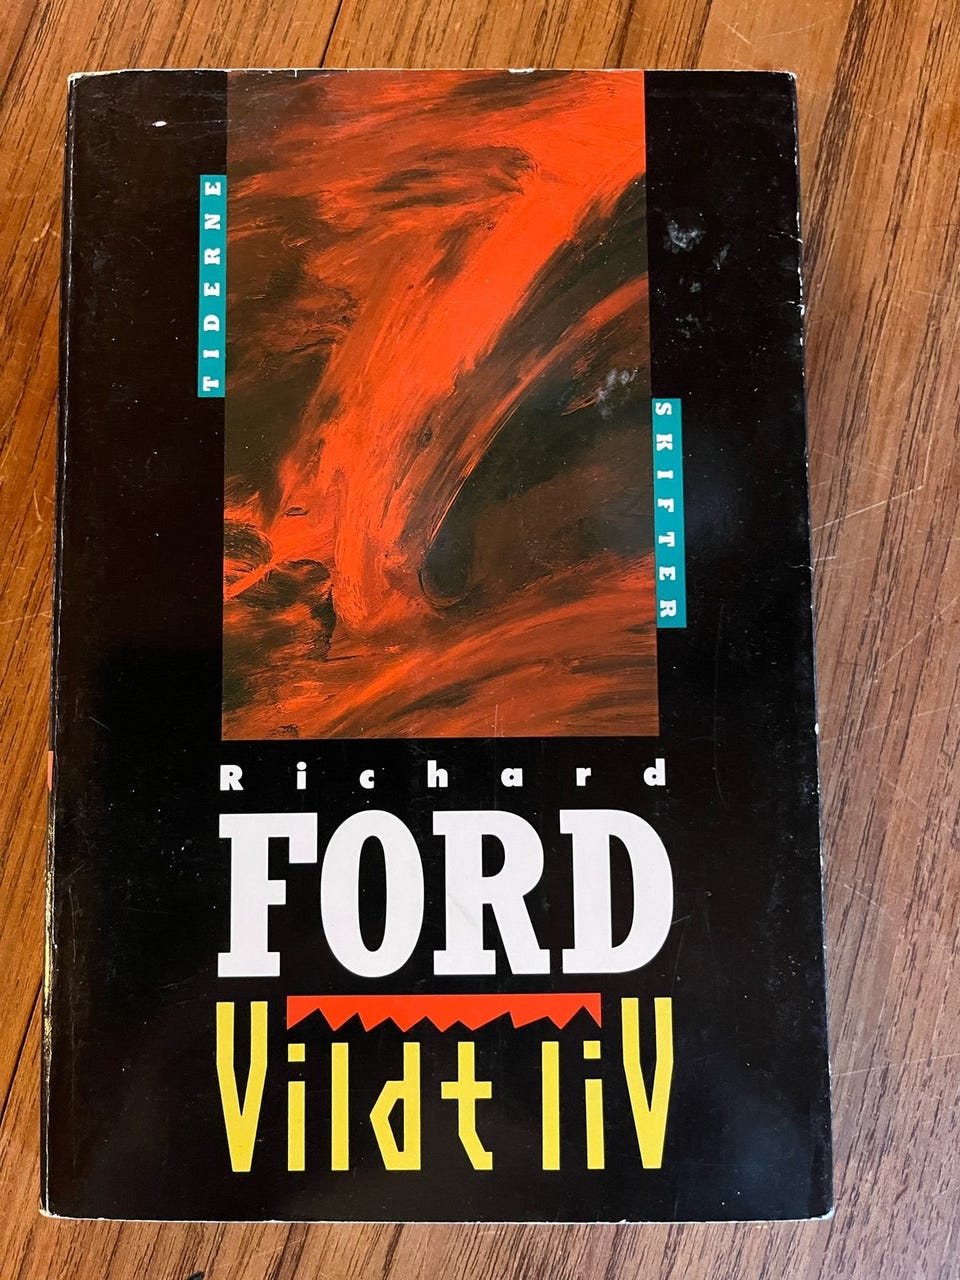 TIDERNE
SKIFTER
Richard
FORD
Vildt liV